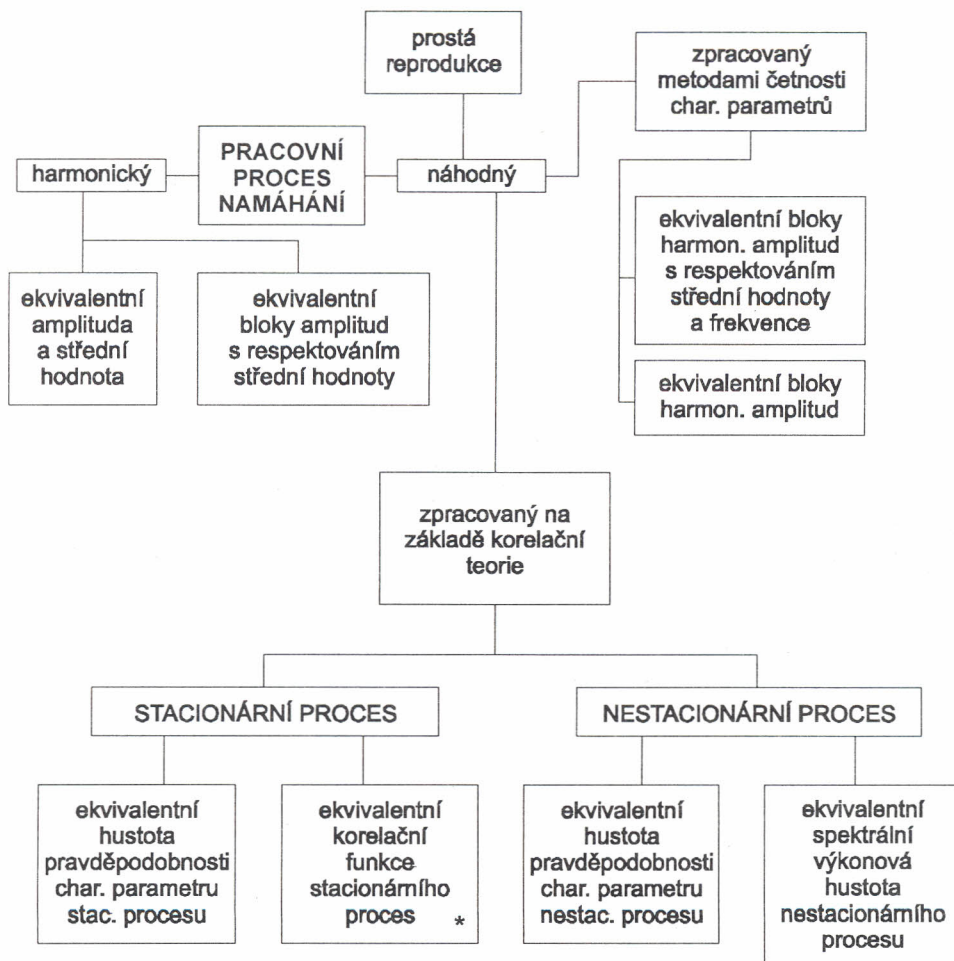 prostá
reprodukce
zpracovaný
metodami četnosti
char. parametrů
PRACOVNÍ
PROCES
NAMÁHÁNÍ
harmonický
náhodný
ekvivalentní
amplituda
a střední
hodnota
ekvivalentní
bloky amplitud
s respektováním
střední hodnoty
ekvivalentní bloky
harmon. amplitud
s respektováním
střední hodnoty
a frekvence
ekvivalentní bloky
harmon. amplitud
zpracovaný na
základě korelační
teorie
STACIONÁRNÍ PROCES
NESTACIONÁRNÍ PROCES
ekvivalentní
hustota
pravděpodobnosti
char. parametru
stac. procesu
ekvivalentní
korelační
funkce
stacionárního
proces *
ekvivalentní
hustota
pravděpodobnosti
char. parametru
nestac. procesu
ekvivalentní
spektrální
výkonová
hustota
nestacionárního
procesu